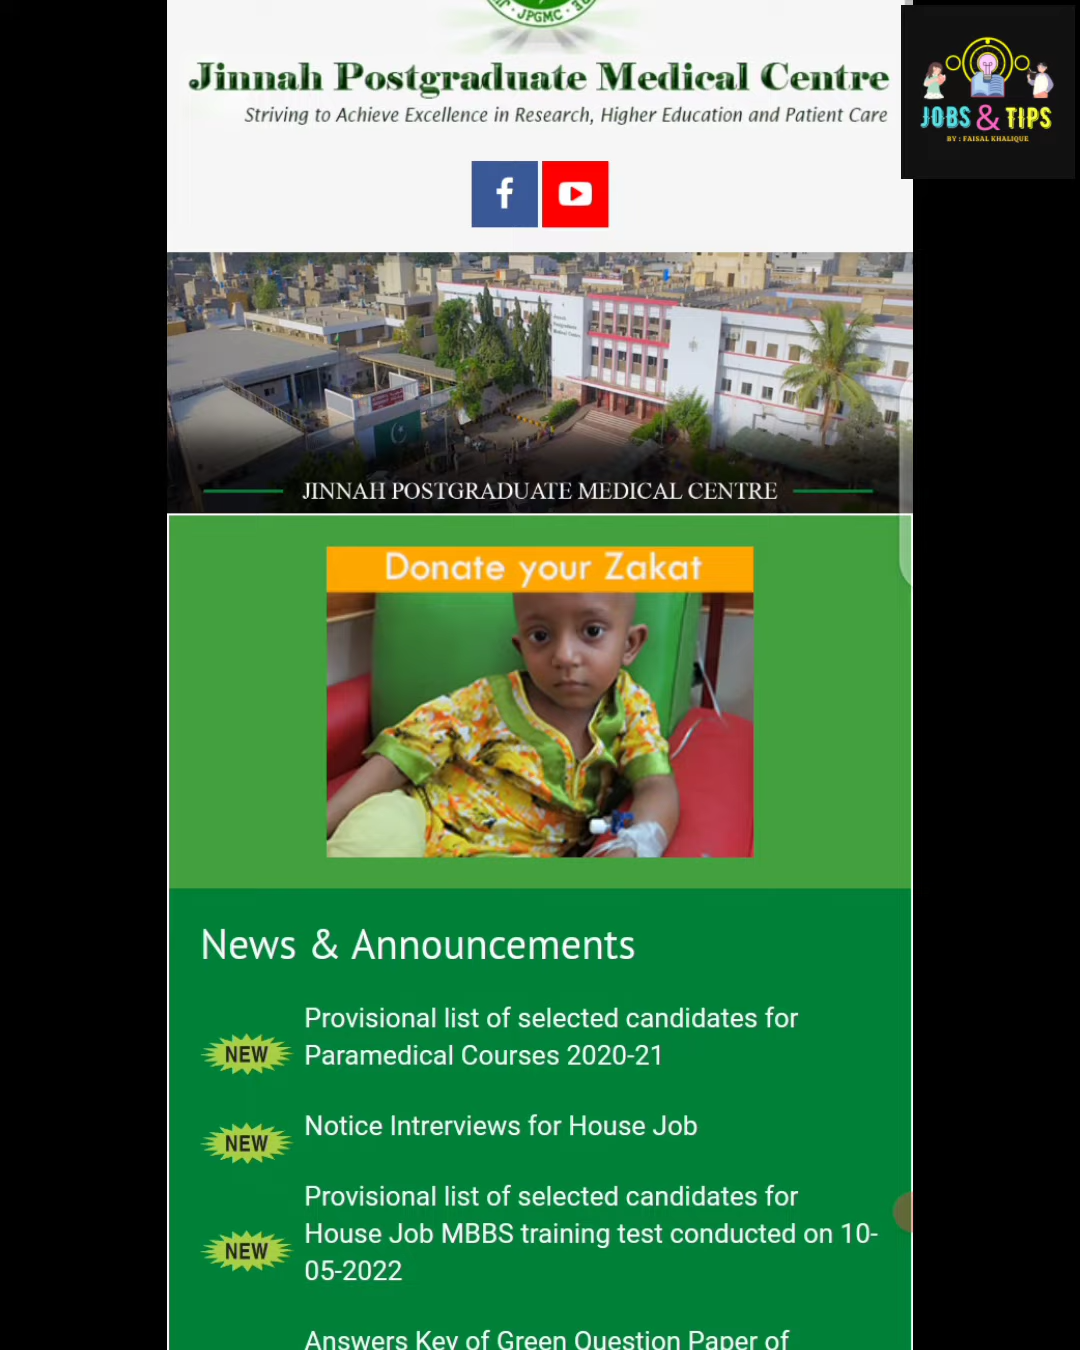 JPGMC
Jinnah Postgraduate Medical Centre
Striving to Achieve Excellence in Research, Higher Education and Patient Care
JOBS & TIPS
BY : FAISAL KHALIQUE
f
JINNAH POSTGRADUATE MEDICAL CENTRE
Donate your Zakat
News & Announcements
Provisional list of selected candidates for
NEW
Paramedical Courses 2020-21
Notice Intrerviews for House Job
NEW
Provisional list of selected candidates for
House Job MBBS training test conducted on 10-
NEW
05-2022
Answers Key of Green Question Paper of